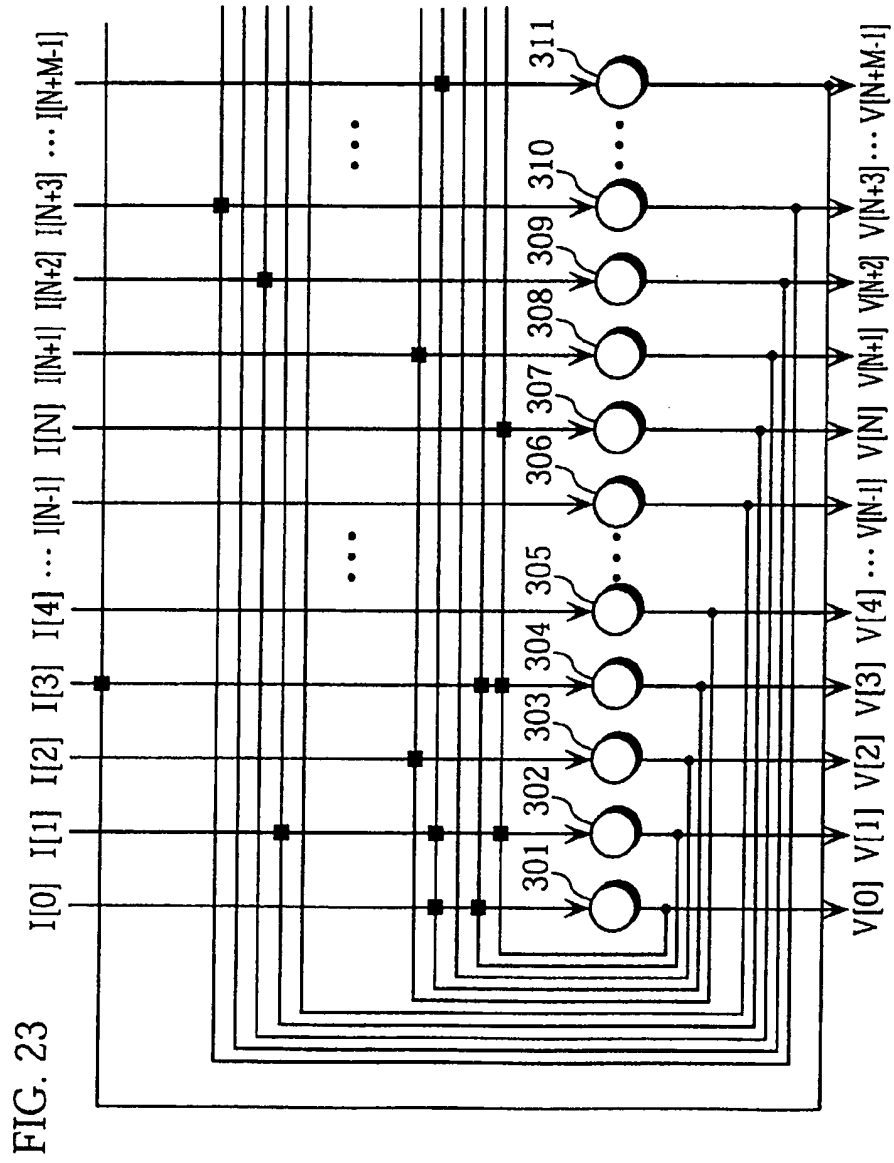 FIG. 23
I[0] I[1] I[2] I[3] I[4] ... I[N-1] I[N] I[N+1] I[N+2] I[N+3] ... I[N+M-1]
301 302 303 304 305 306 307 308 309 310 311
V[0] V[1] V[2] V[3] V[4] ... V[N-1] V[N] V[N+1] V[N+2] V[N+3] ... V[N+M-1]